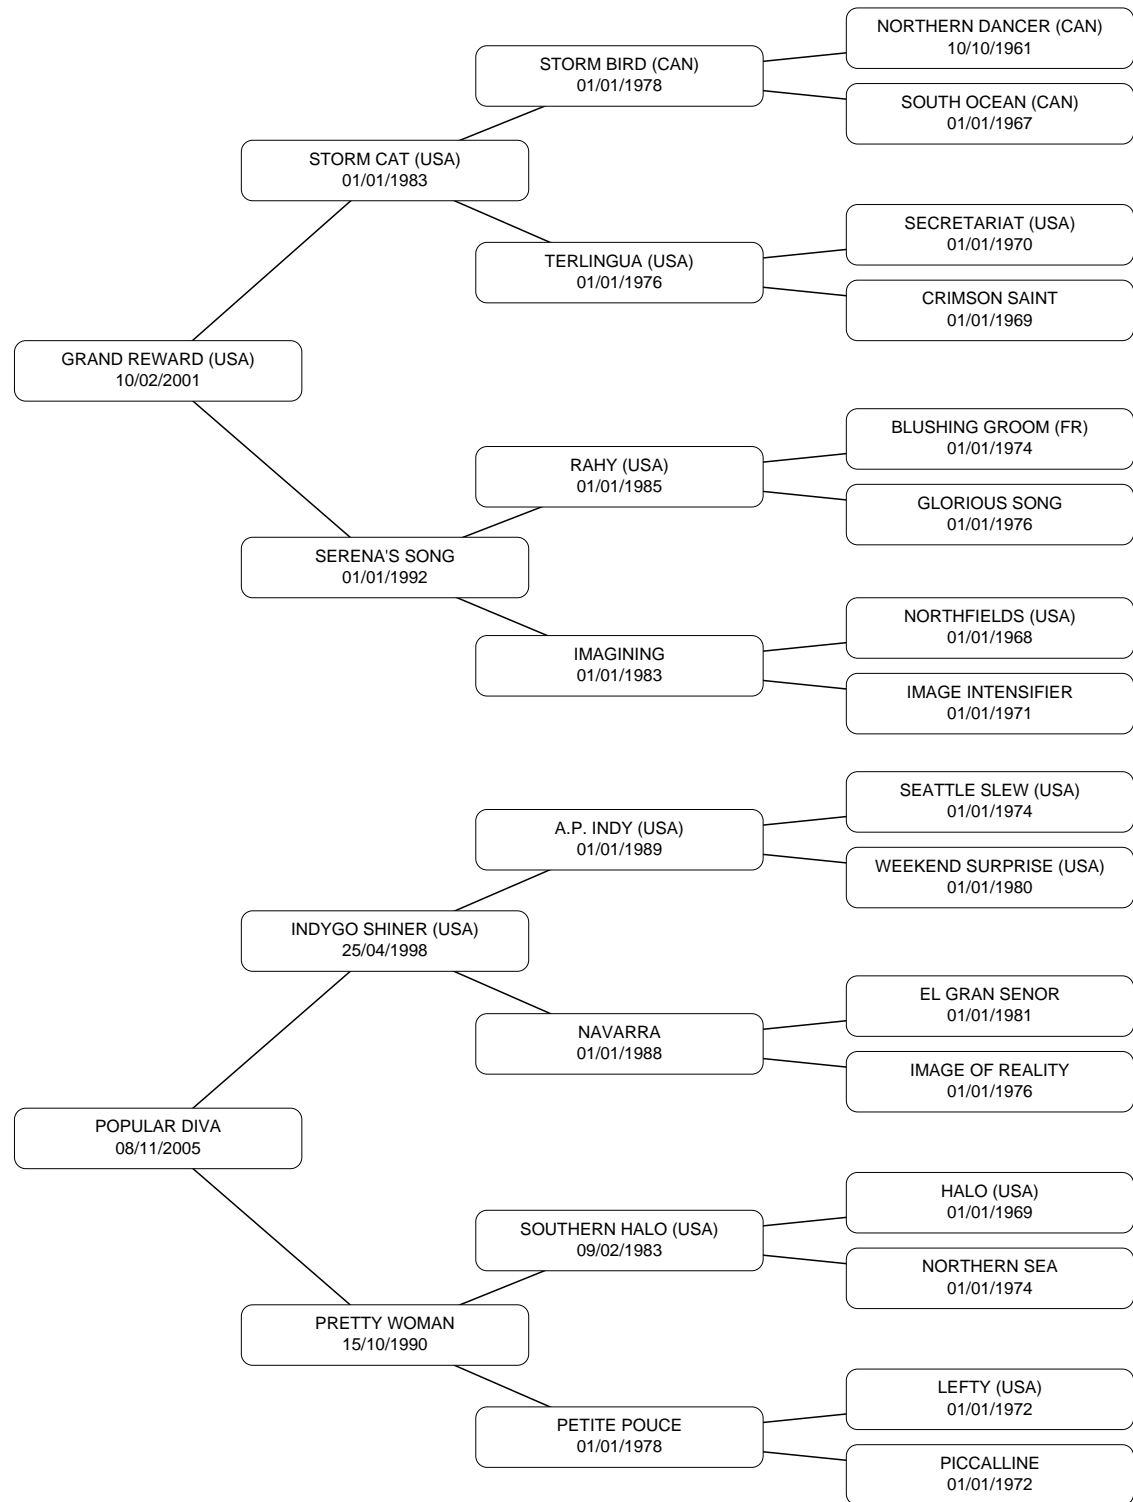 NORTHERN DANCER (CAN)
10/10/1961
STORM BIRD (CAN)
01/01/1978
SOUTH OCEAN (CAN)
01/01/1967
STORM CAT (USA)
01/01/1983
SECRETARIAT (USA)
01/01/1970
TERLINGUA (USA)
01/01/1976
CRIMSON SAINT
01/01/1969
GRAND REWARD (USA)
10/02/2001
BLUSHING GROOM (FR)
01/01/1974
RAHY (USA)
01/01/1985
GLORIOUS SONG
01/01/1976
SERENA'S SONG
01/01/1992
NORTHFIELDS (USA)
01/01/1968
IMAGINING
01/01/1983
IMAGE INTENSIFIER
01/01/1971
SEATTLE SLEW (USA)
01/01/1974
A.P. INDY (USA)
01/01/1989
WEEKEND SURPRISE (USA)
01/01/1980
INDYGO SHINER (USA)
25/04/1998
EL GRAN SENOR
01/01/1981
NAVARRA
01/01/1988
IMAGE OF REALITY
01/01/1976
POPULAR DIVA
08/11/2005
HALO (USA)
01/01/1969
SOUTHERN HALO (USA)
09/02/1983
NORTHERN SEA
01/01/1974
PRETTY WOMAN
15/10/1990
LEFTY (USA)
01/01/1972
PETITE POUCE
01/01/1978
PICCALLINE
01/01/1972